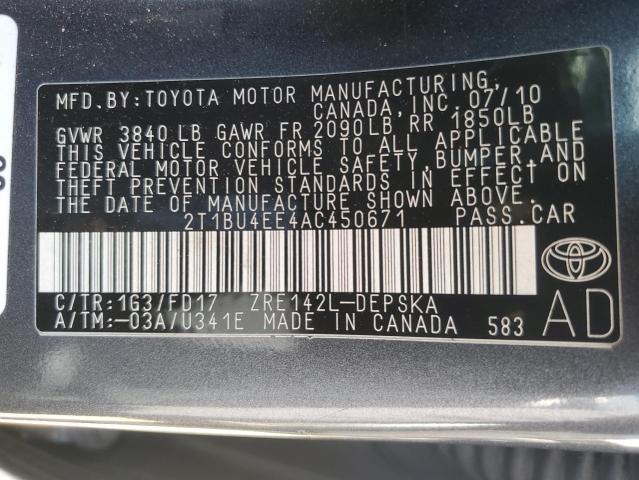 MFD. BY: TOYOTA MOTOR MANUFACTURING,
CANADA, INC. 07/10
GVWR 3840 LB GAWR FR 2090LB, RR 1850LB
THIS VEHICLE CONFORMS TO ALL APPLICABLE
FEDERAL MOTOR VEHICLE SAFETY, BUMPER, AND
THEFT PREVENTION STANDARDS IN EFFECT ON
THE DATE OF MANUFACTURE SHOWN ABOVE.
2T1BU4EE4AC450671 PASS. CAR
C/TR: 1G3/FD17 ZRE142L-DEPSKA
A/TM: -03A/U341E MADE IN CANADA 583
AD